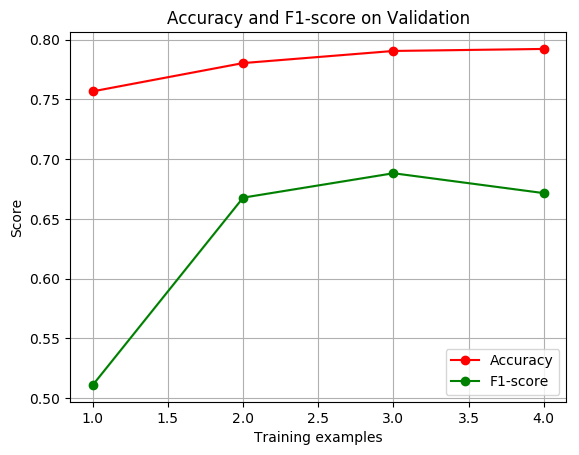 Accuracy and F1-score on Validation
0.80
0.75
0.70
0.65
0.60
0.55
0.50
Score
Accuracy
F1-score
1.0 1.5 2.0 2.5 3.0 3.5 4.0
Training examples